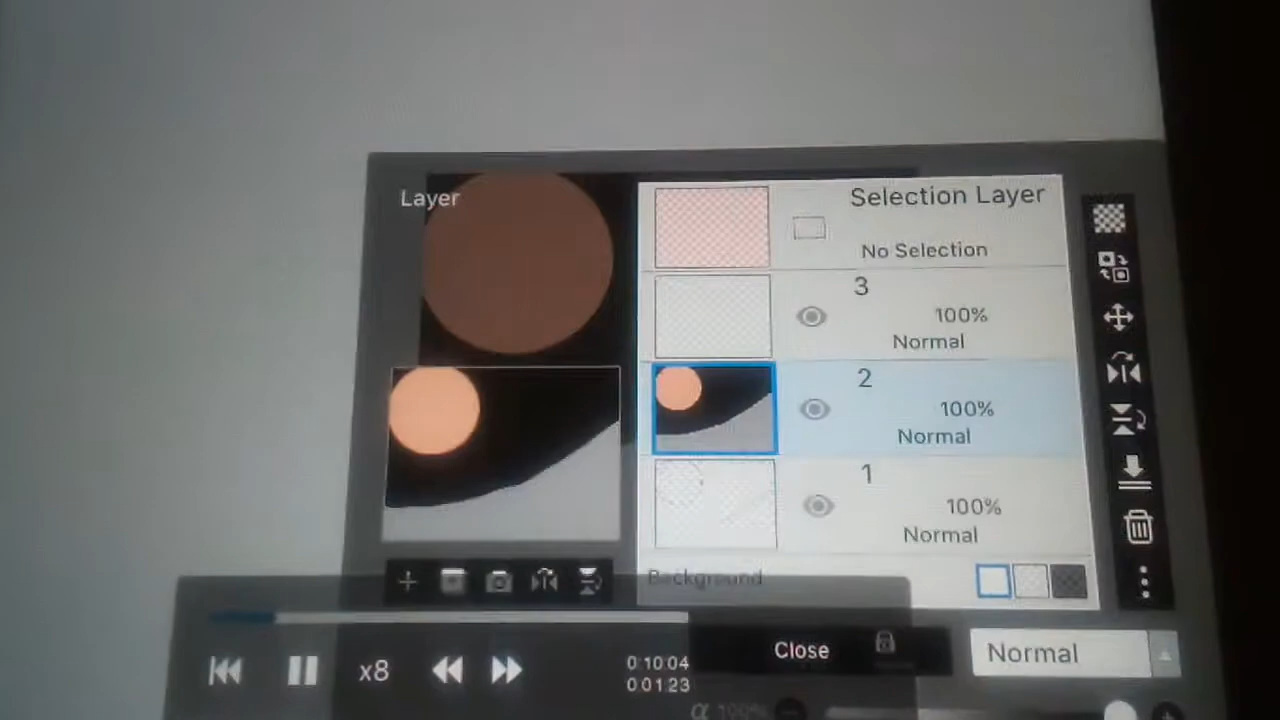 Layer
Selection Layer
No Selection
3
100%
Normal
2
100%
Normal
1
100%
Normal
Background
Close
Normal
x8
0:10:04
0:01:23
α 100%